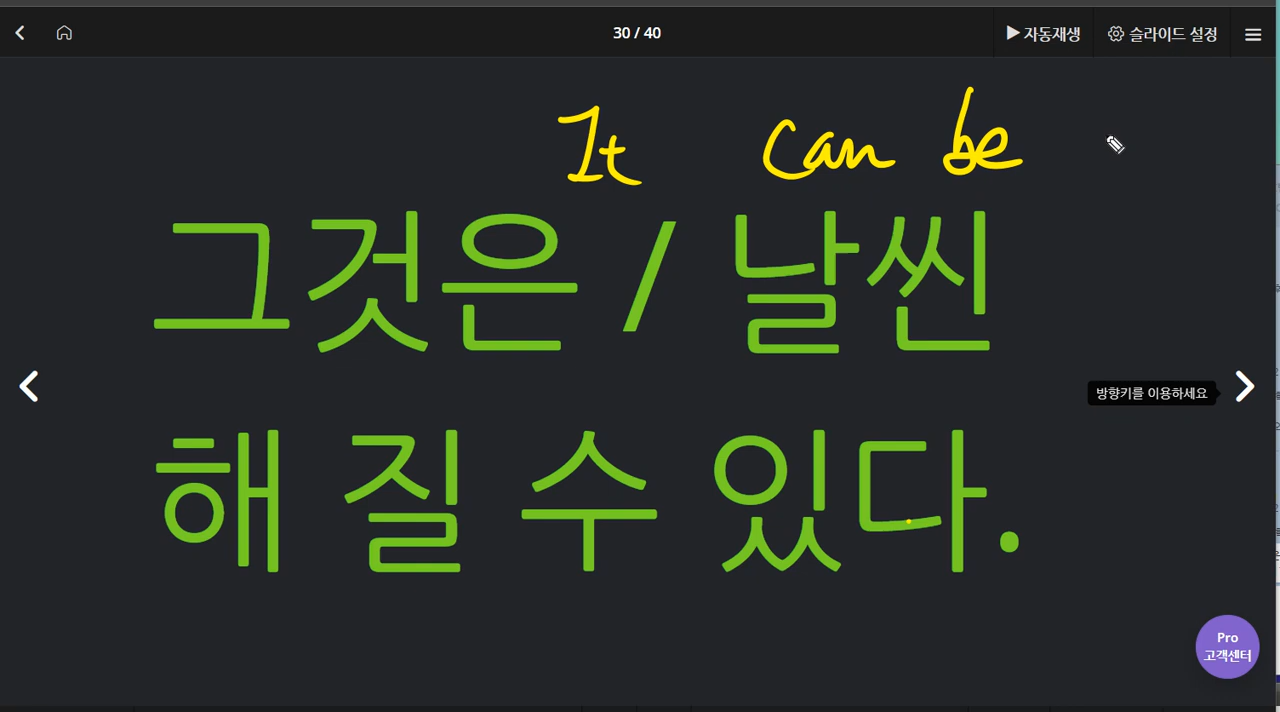 30 / 40
자동재생
슬라이드 설정
It can be
그것은 / 날씬
해 질 수 있다.
방향키를 이용하세요
Pro
고객센터